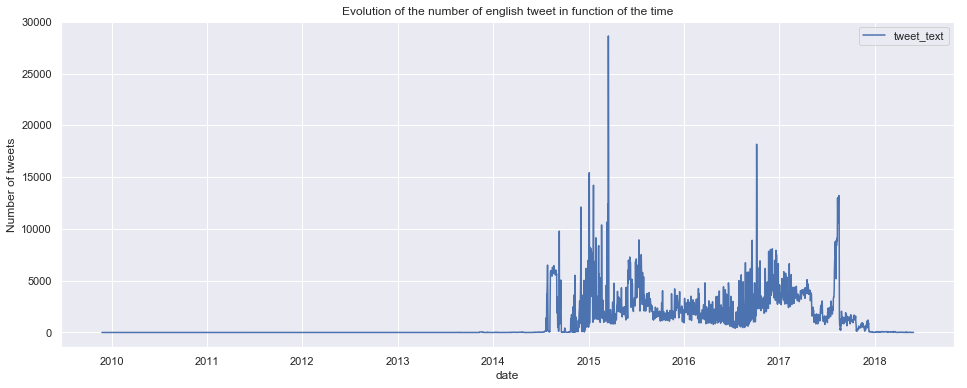 Evolution of the number of english tweet in function of the time
tweet_text
Number of tweets
30000
25000
20000
15000
10000
5000
0
2010 2011 2012 2013 2014 2015 2016 2017 2018
date